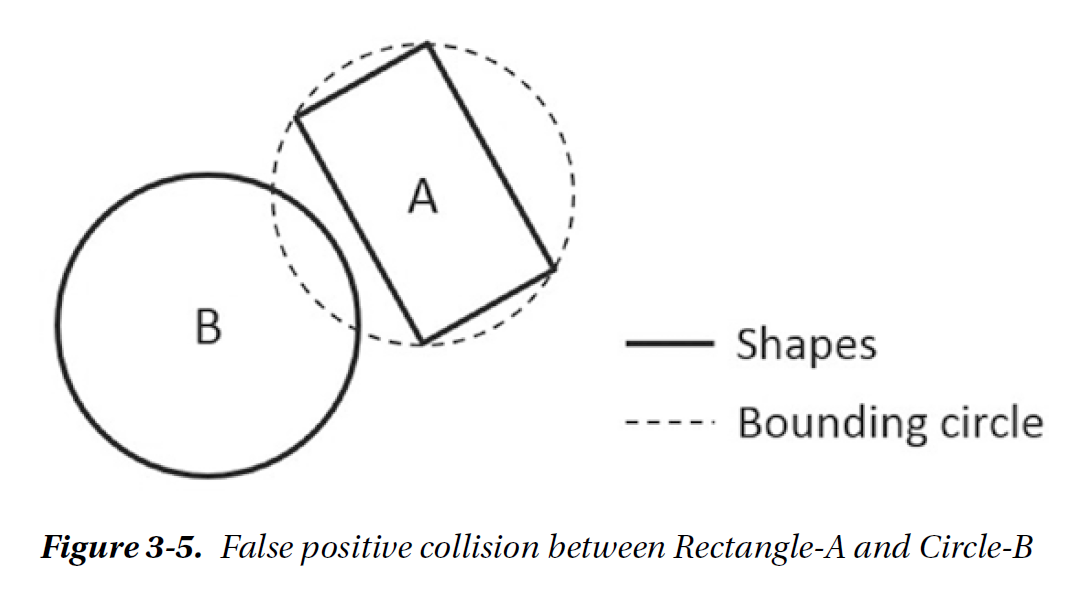 A
B
Shapes
Bounding circle
Figure 3-5. False positive collision between Rectangle-A and Circle-B